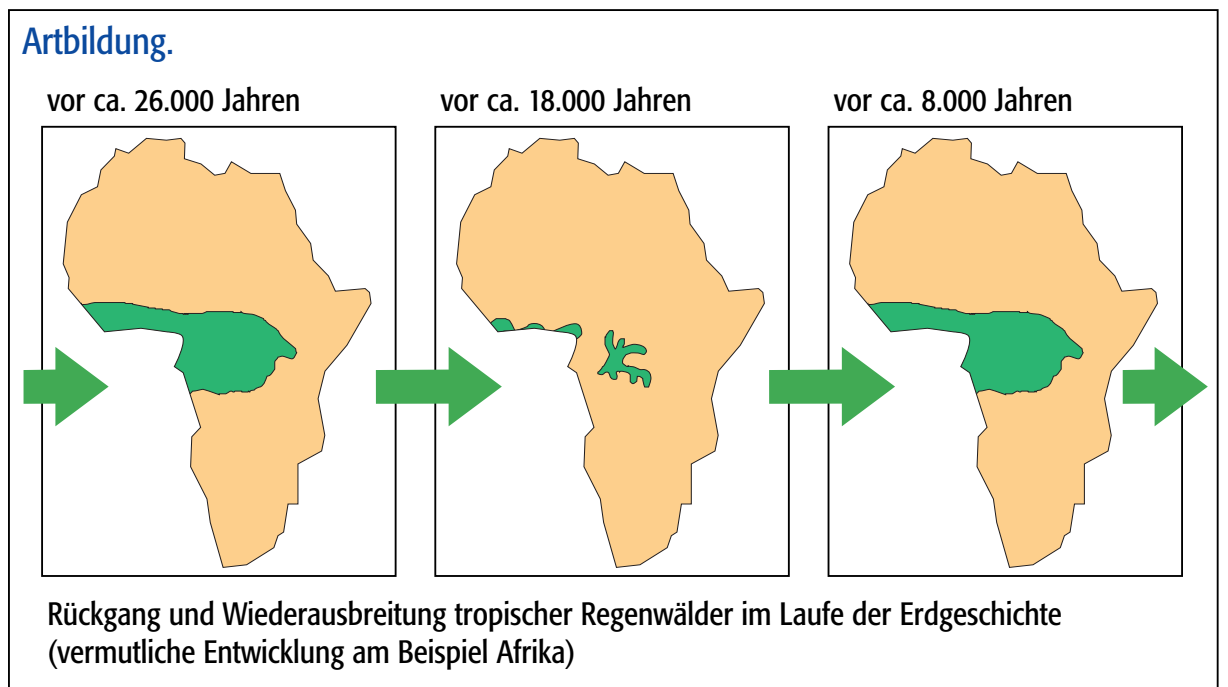 Artbildung.
vor ca. 26.000 Jahren
vor ca. 18.000 Jahren
vor ca. 8.000 Jahren
Rückgang und Wiederausbreitung tropischer Regenwälder im Laufe der Erdgeschichte
(vermutliche Entwicklung am Beispiel Afrika)